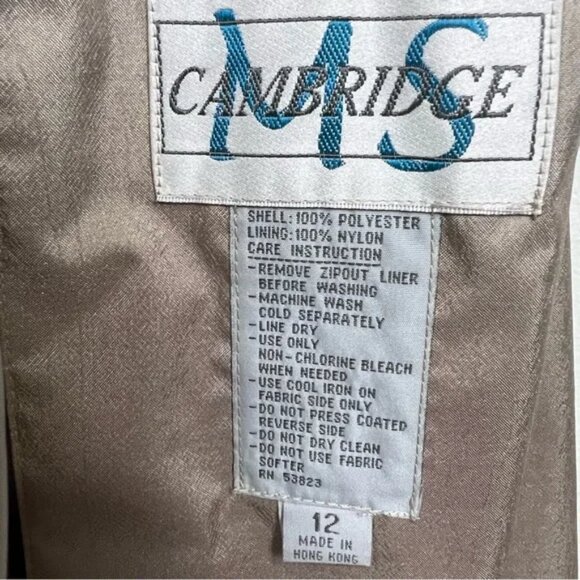 MS
CAMBRIDGE
SHELL:100% POLYESTER
LINING:100% NYLON
CARE INSTRUCTION
-REMOVE ZIPOUT LINER
BEFORE WASHING
-MACHINE WASH
COLD SEPARATELY
-LINE DRY
-USE ONLY
NON-CHLORINE BLEACH
WHEN NEEDED
-USE COOL IRON ON
FABRIC SIDE ONLY
-DO NOT PRESS COATED
REVERSE SIDE
-DO NOT DRY CLEAN
-DO NOT USE FABRIC
SOFTER
RN 53823
12
MADE IN
HONG KONG